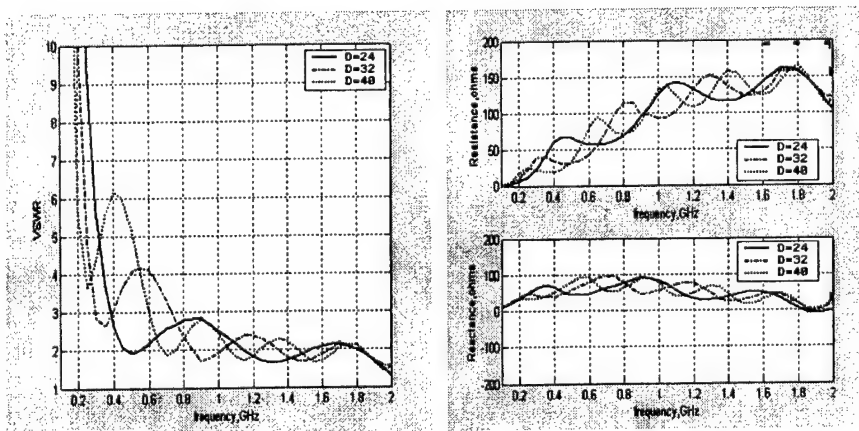 10
9
8
7
6
5
4
3
2
1
VSWR
D=24
D=32
D=40
0.2 0.4 0.6 0.8 1 1.2 1.4 1.6 1.8 2
frequency,GHz
200
150
100
50
0
Resistance,ohms
D=24
D=32
D=40
0.2 0.4 0.6 0.8 1 1.2 1.4 1.6 1.8 2
frequency,GHz
200
100
0
100
200
Reactance,ohms
D=24
D=32
D=40
0.2 0.4 0.6 0.8 1 1.2 1.4 1.6 1.8 2
frequency,GHz